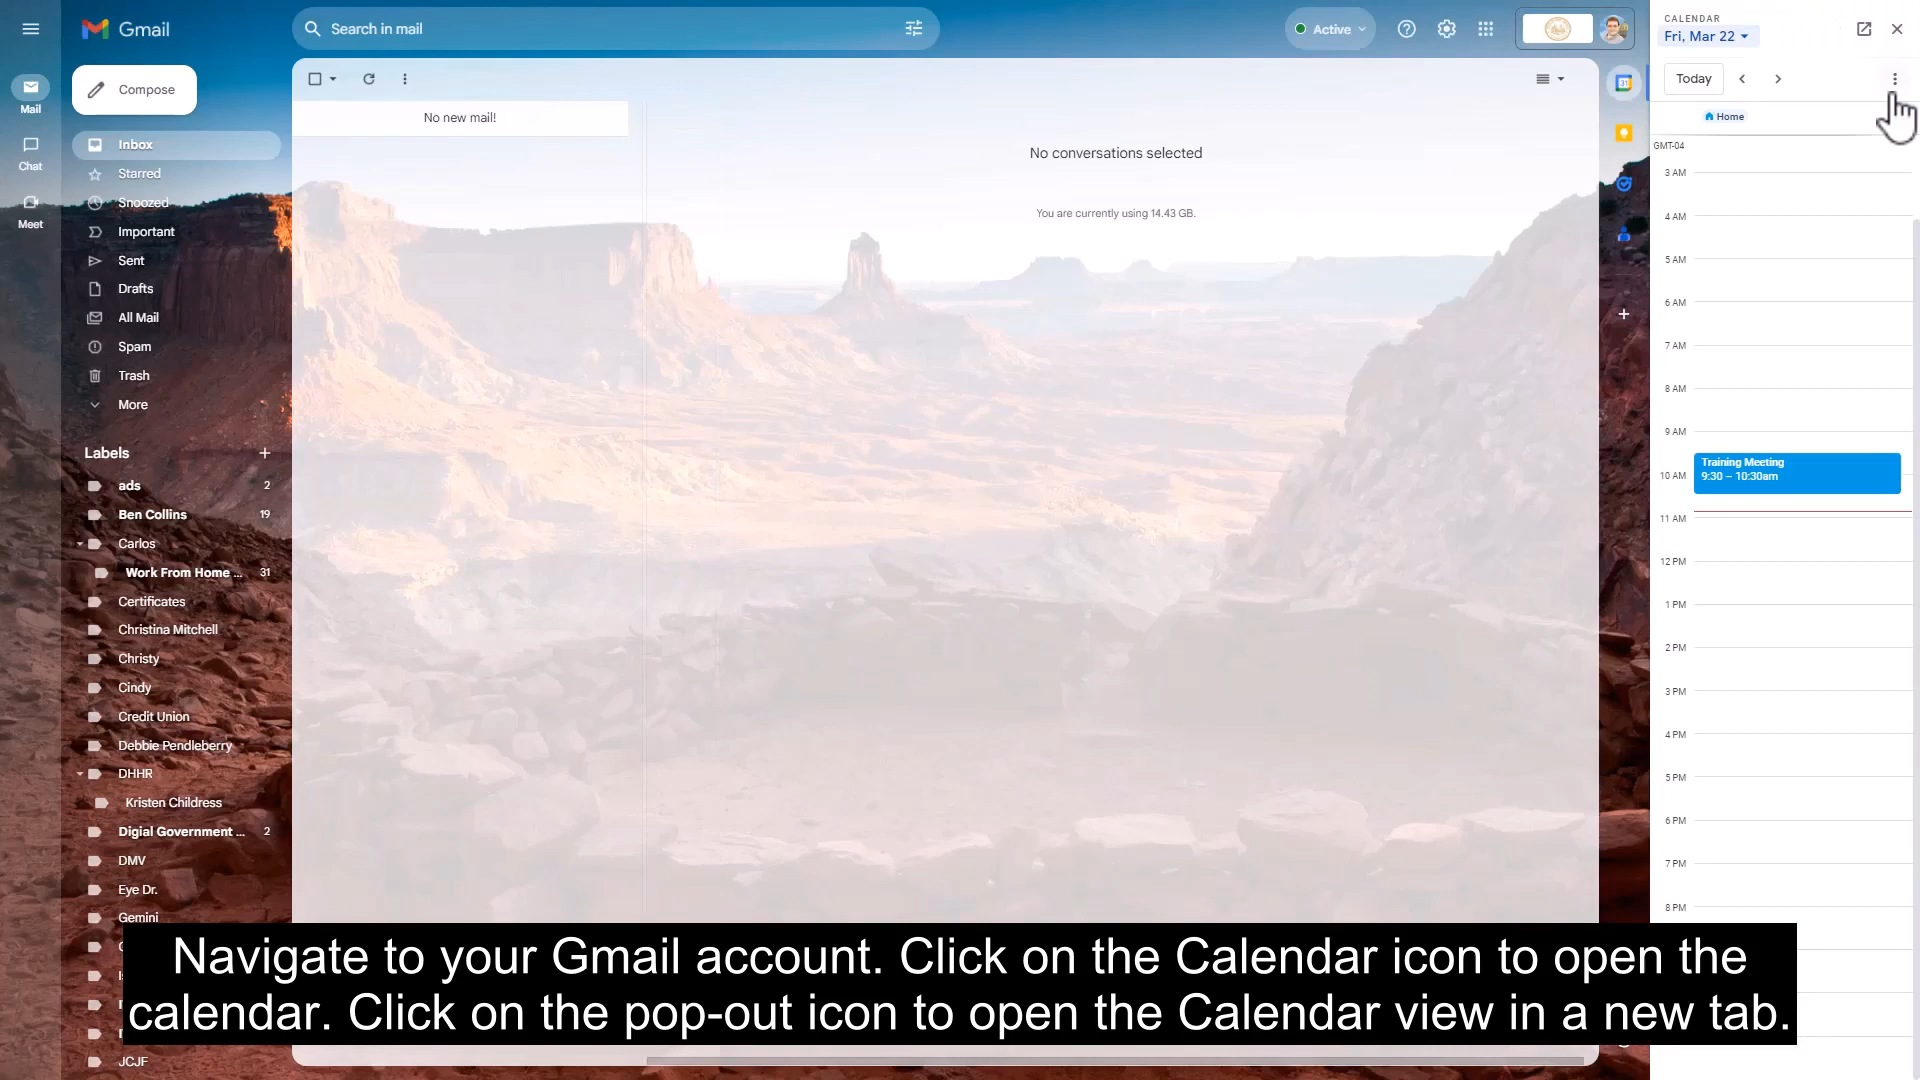 Gmail
Search in mail
Active
CALENDAR
Fri, Mar 22
Compose
Today
No new mail!
Home
Mail
Chat
Meet
Inbox
Starred
Snoozed
Important
Sent
Drafts
All Mail
Spam
Trash
More
No conversations selected
You are currently using 14.43 GB.
Labels
ads 2
Ben Collins 19
Carlos
Work From Home ... 31
Certificates
Christina Mitchell
Christy
Cindy
Credit Union
Debbie Pendleberry
DHHR
Kristen Childress
Digial Government ... 2
DMV
Eye Dr.
Gemini
JCJF
GMT-04
3 AM
4 AM
5 AM
6 AM
7 AM
8 AM
9 AM
Training Meeting
9:30 – 10:30am
10 AM
11 AM
12 PM
1 PM
2 PM
3 PM
4 PM
5 PM
6 PM
7 PM
8 PM
Navigate to your Gmail account. Click on the Calendar icon to open the
calendar. Click on the pop-out icon to open the Calendar view in a new tab.